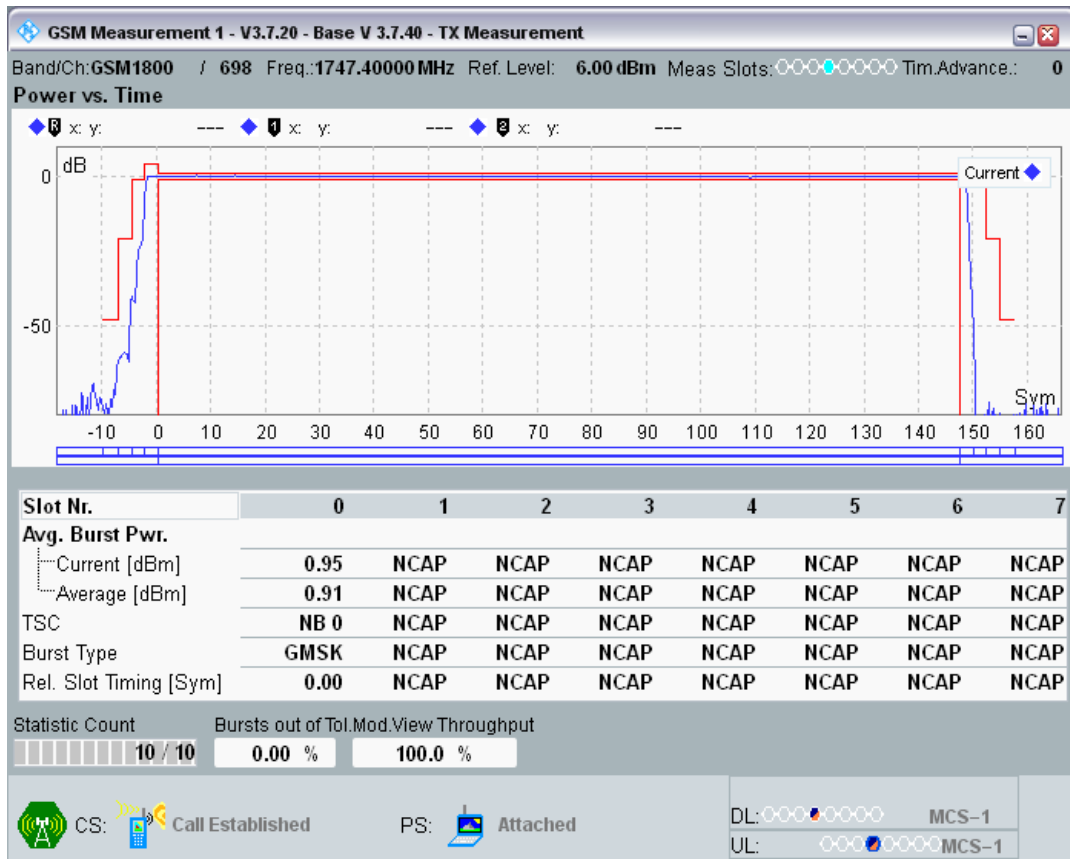 GSM Measurement 1 - V3.7.20 - Base V 3.7.40 - TX Measurement
Band/Ch:GSM1800 / 698 Freq.:1747.40000 MHz Ref. Level: 6.00 dBm Meas Slots: Tim.Advance.: 0
Power vs. Time
R x: y: --- 1 x: y: --- 2 x: y: ---
dB
Current
0
-50
Sym
-10 0 10 20 30 40 50 60 70 80 90 100 110 120 130 140 150 160
Slot Nr. 0 1 2 3 4 5 6 7
Avg. Burst Pwr.
Current [dBm] 0.95 NCAP NCAP NCAP NCAP NCAP NCAP NCAP
Average [dBm] 0.91 NCAP NCAP NCAP NCAP NCAP NCAP NCAP
TSC NB 0 NCAP NCAP NCAP NCAP NCAP NCAP NCAP
Burst Type GMSK NCAP NCAP NCAP NCAP NCAP NCAP NCAP
Rel. Slot Timing [Sym] 0.00 NCAP NCAP NCAP NCAP NCAP NCAP NCAP
Statistic Count Bursts out of Tol. Mod.View Throughput
10 / 10 0.00 % 100.0 %
CS: Call Established PS: Attached DL: MCS-1
UL: MCS-1